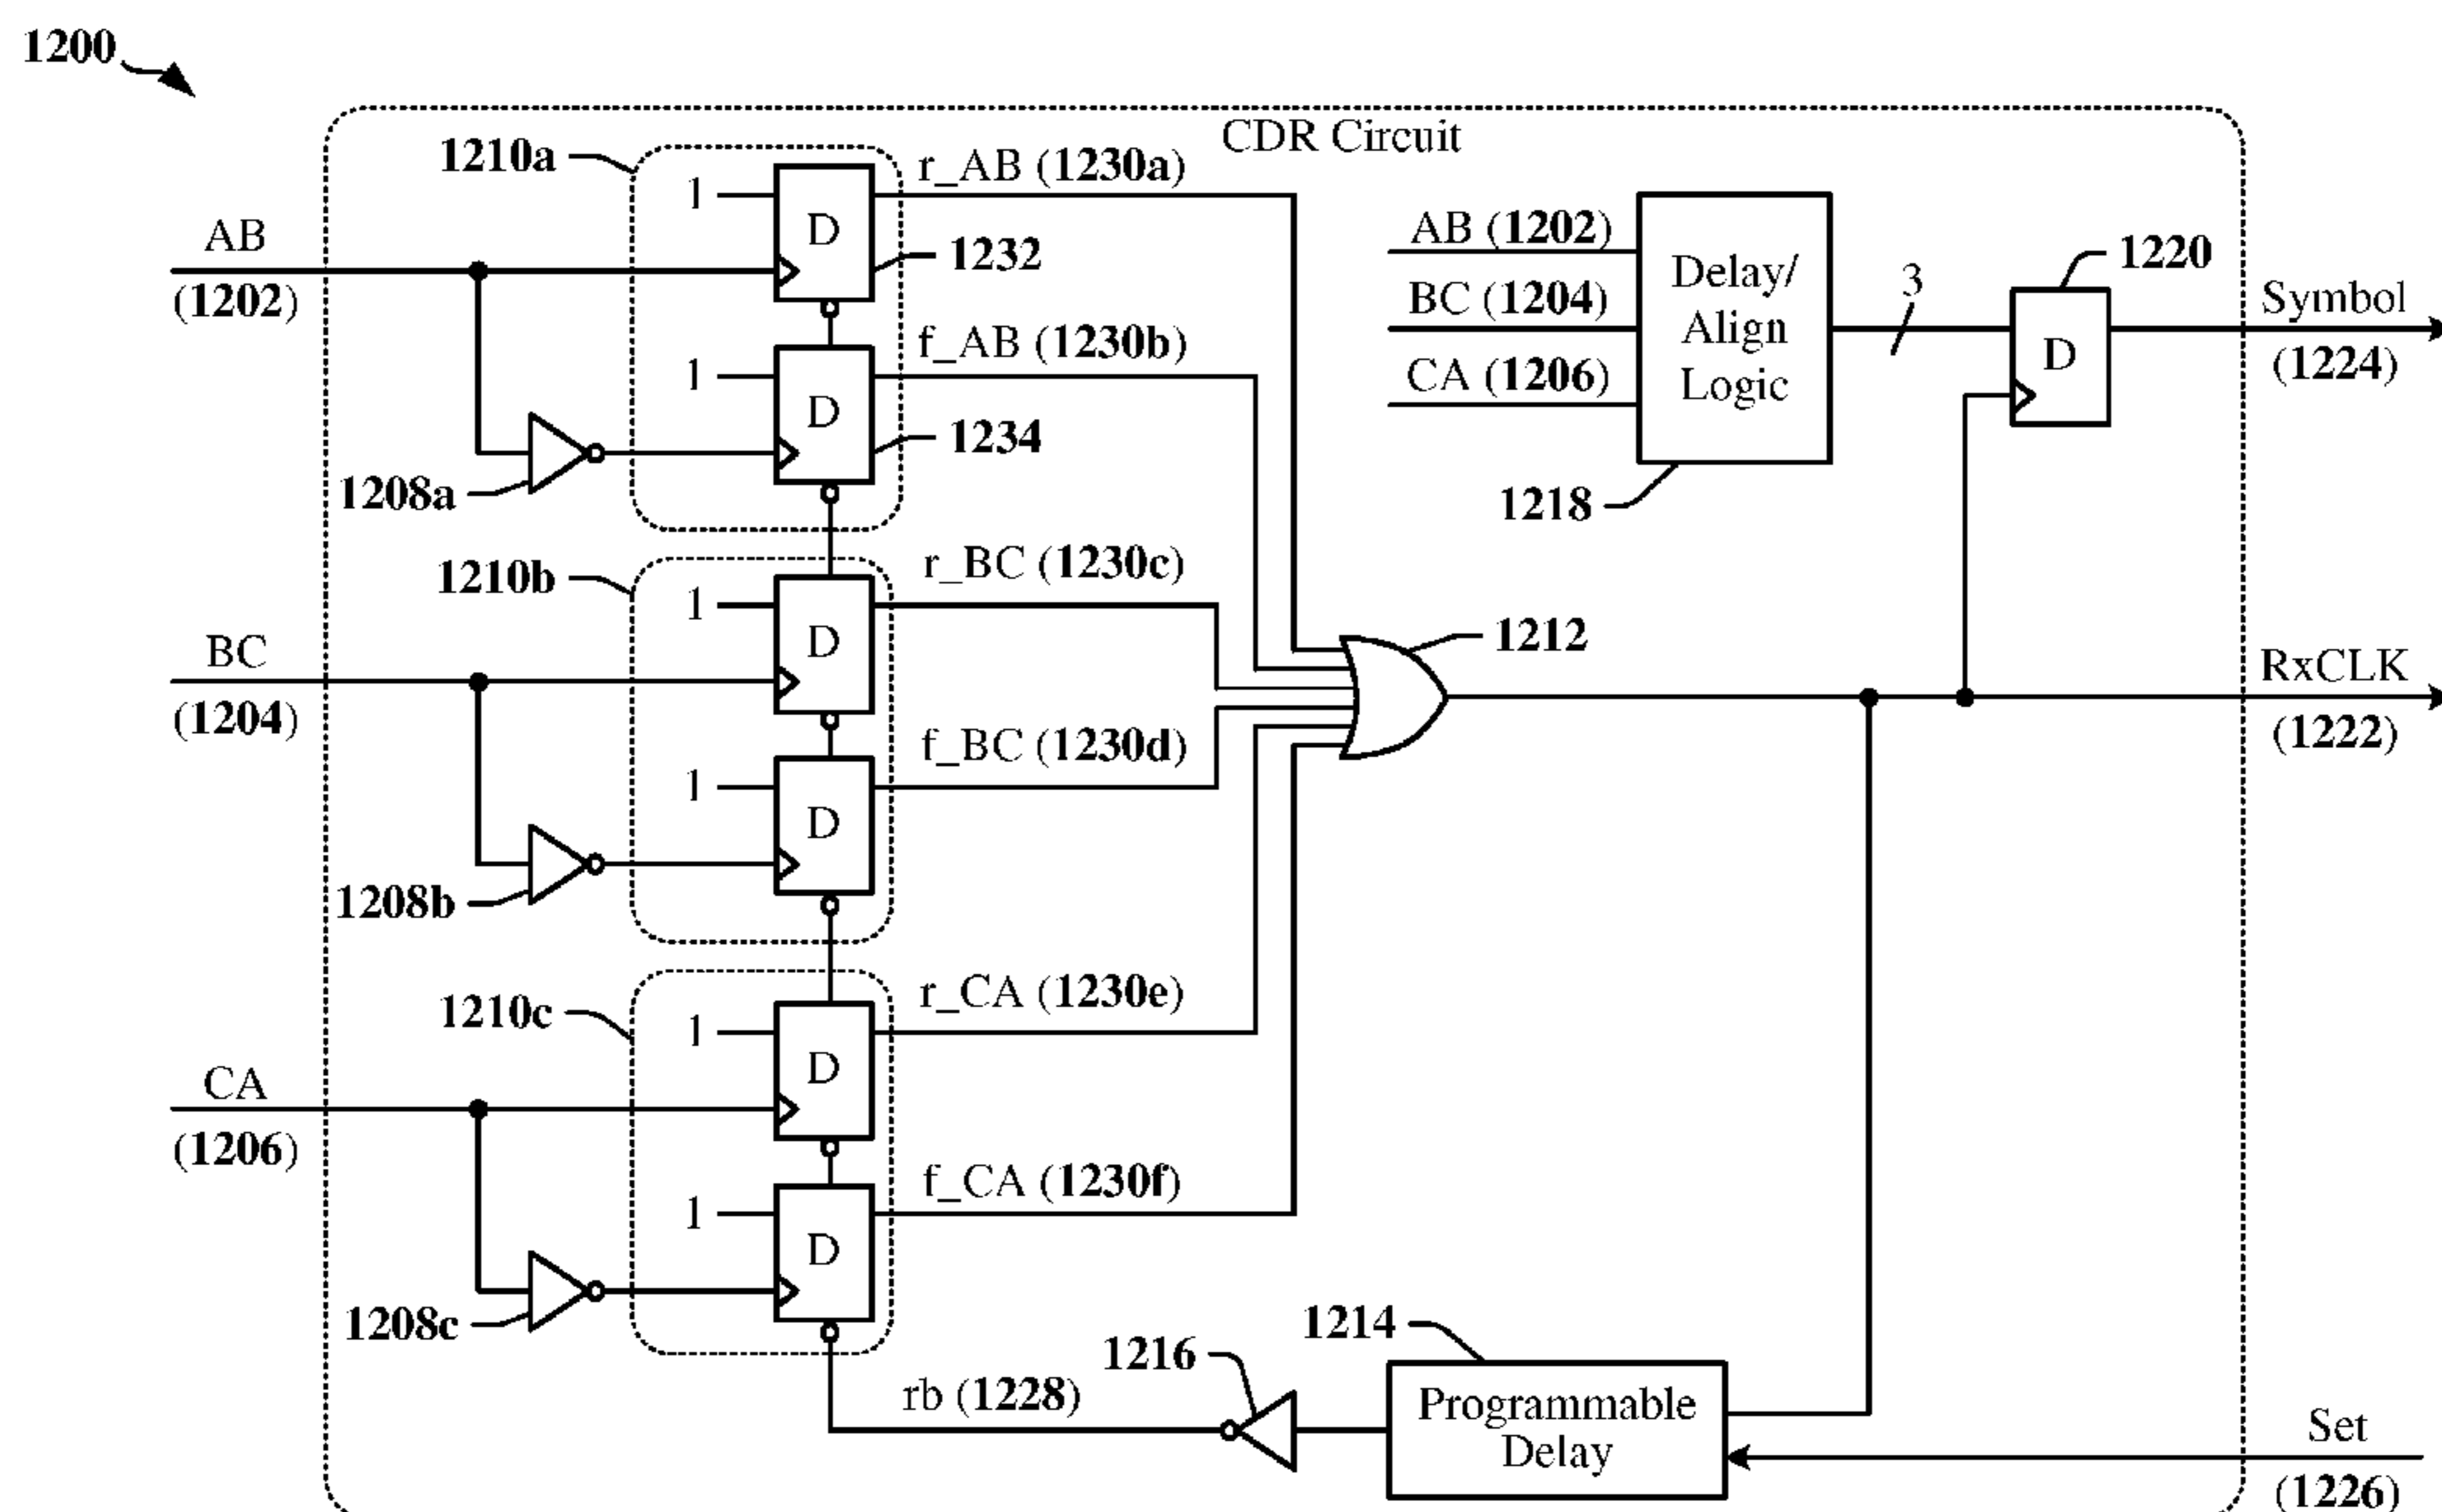 1200
CDR Circuit
1210a
1
D
r_AB (1230a)
1232
AB
(1202)
1
D
f_AB (1230b)
1234
1208a
AB (1202)
BC (1204)
CA (1206)
Delay/
Align
Logic
1218
3
D
1220
Symbol
(1224)
1210b
1
D
r_BC (1230c)
BC
(1204)
1
D
f_BC (1230d)
1208b
1212
RxCLK
(1222)
1210c
1
D
r_CA (1230e)
CA
(1206)
1
D
f_CA (1230f)
1208c
rb (1228)
1216
1214
Programmable
Delay
Set
(1226)